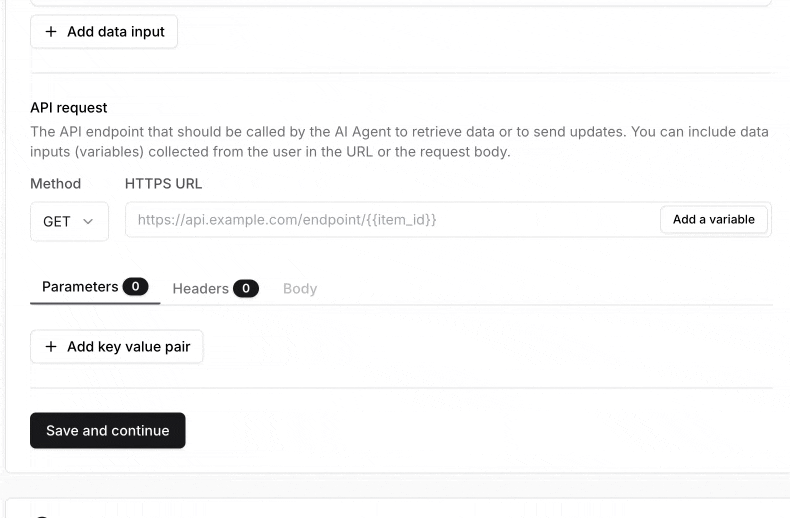 + Add data input
API request
The API endpoint that should be called by the AI Agent to retrieve data or to send updates. You can include data
inputs (variables) collected from the user in the URL or the request body.
Method HTTPS URL
GET https://api.example.com/endpoint/{{item_id}} Add a variable
Parameters 0 Headers 0 Body
+ Add key value pair
Save and continue